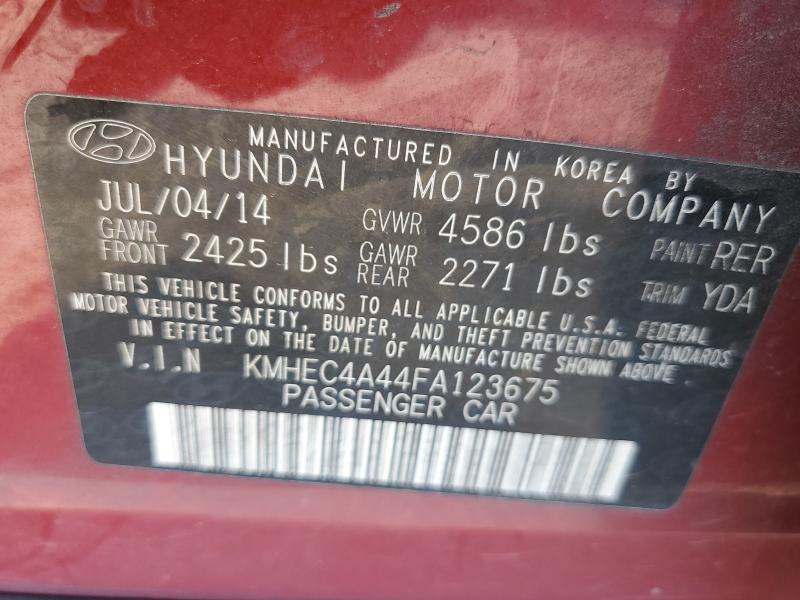 MANUFACTURED IN KOREA BY
HYUNDAI MOTOR COMPANY
JUL/04/14 GVWR 4586 lbs PAINT RER
GAWR FRONT 2425 lbs GAWR REAR 2271 lbs TRIM YDA
THIS VEHICLE CONFORMS TO ALL APPLICABLE U.S.A. FEDERAL
MOTOR VEHICLE SAFETY, BUMPER, AND THEFT PREVENTION STANDARDS
IN EFFECT ON THE DATE OF MANUFACTURE SHOWN ABOVE.
V.I.N KMHEC4A44FA123675
PASSENGER CAR